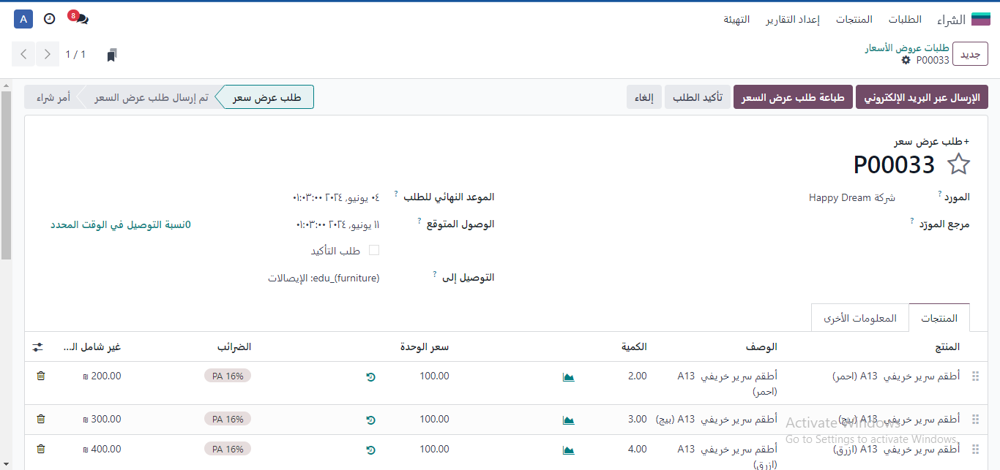 الشراء الطلبات المنتجات إعداد التقارير التهيئة 8 A
جديد طلبات عروض الأسعار
P00033
1 / 1
الإرسال عبر البريد الإلكتروني طباعة طلب عرض السعر تأكيد الطلب إلغاء طلب عرض سعر تم إرسال طلب عرض السعر أمر شراء
+طلب عرض سعر
P00033
المورد ? شركة Happy Dream الموعد النهائي للطلب ? ٠٤ يونيو, ٢٠٢٤ ٠١:٠٣:٠٠
مرجع المورّد ? الوصول المتوقع ? ١١ يونيو, ٢٠٢٤ ٠١:٠٣:٠٠ 0نسبة التوصيل في الوقت المحدد
طلب التأكيد
التوصيل إلى ? edu_(furniture): الإيصالات
المنتجات المعلومات الأخرى
المنتج الوصف الكمية سعر الوحدة الضرائب غير شامل الـ...
أطقم سرير خريفي A13 (احمر) أطقم سرير خريفي A13 2.00 100.00 16% PA 200.00 ₪
(احمر)
أطقم سرير خريفي A13 (بيج) أطقم سرير خريفي A13 (بيج) 3.00 100.00 16% PA 300.00 ₪
Activate Windows
Go to Settings to activate Windows.
أطقم سرير خريفي A13 (ازرق) أطقم سرير خريفي A13 4.00 100.00 16% PA 400.00 ₪
(ازرق)